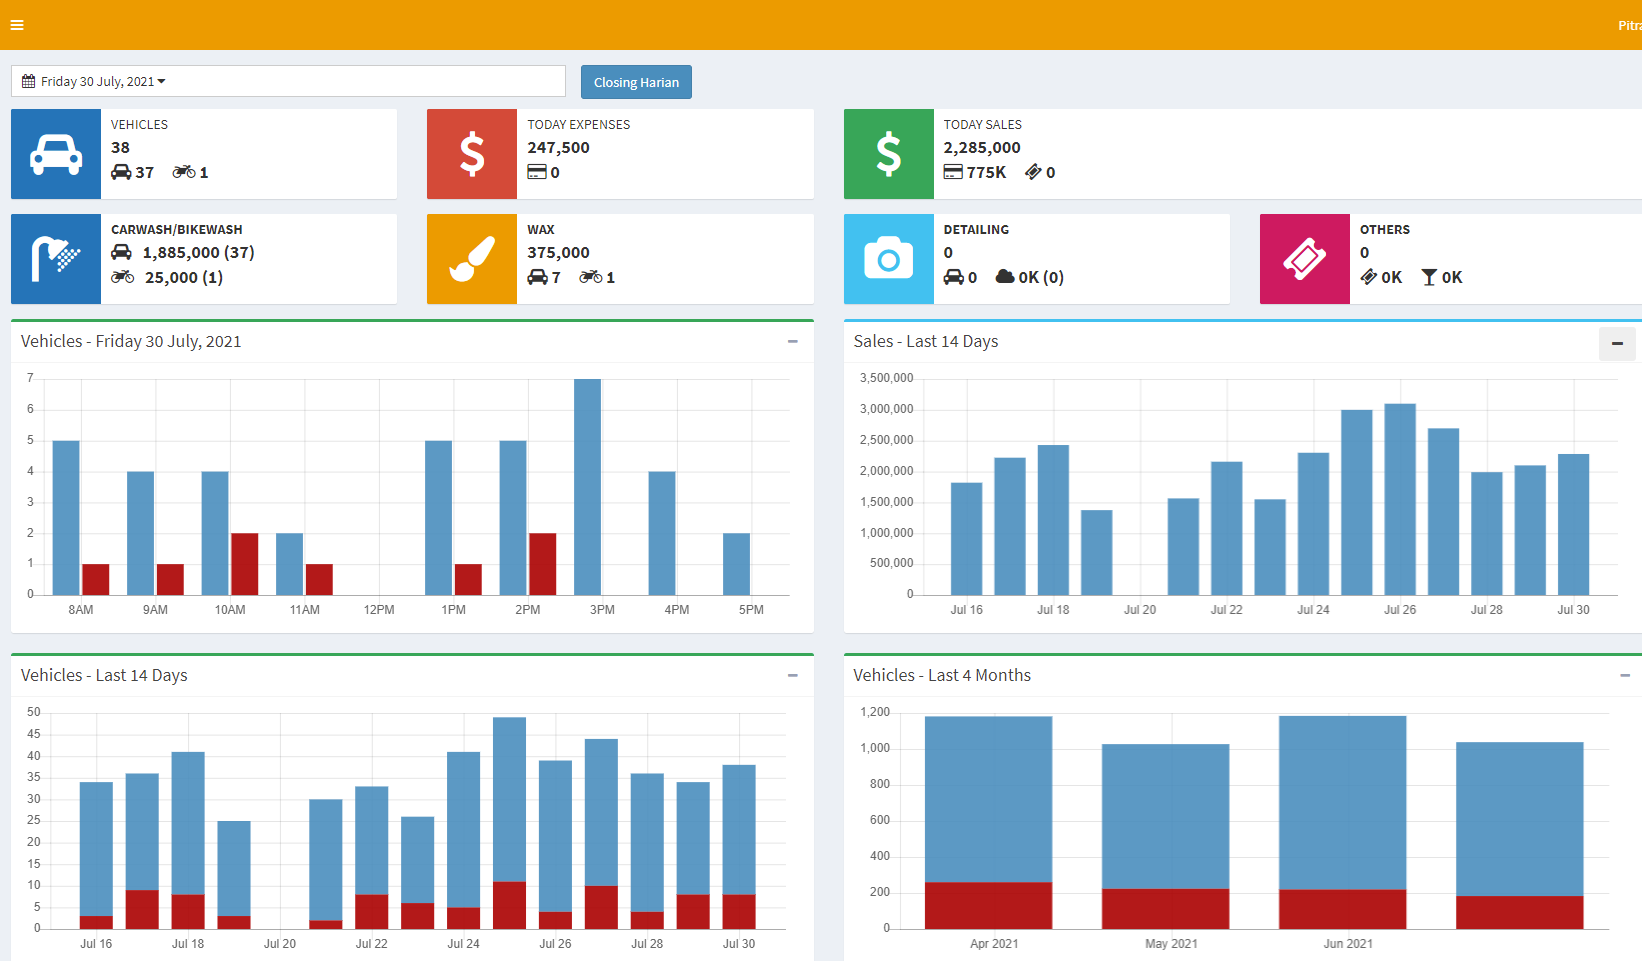 Friday 30 July, 2021
Closing Harian
VEHICLES
38
37 1
TODAY EXPENSES
247,500
0
TODAY SALES
2,285,000
775K 0
CARWASH/BIKEWASH
1,885,000 (37)
25,000 (1)
WAX
375,000
7 1
DETAILING
0
0 0K (0)
OTHERS
0
0K 0K
Vehicles - Friday 30 July, 2021
7
6
5
4
3
2
1
0
8AM 9AM 10AM 11AM 12PM 1PM 2PM 3PM 4PM 5PM
Sales - Last 14 Days
3,500,000
3,000,000
2,500,000
2,000,000
1,500,000
1,000,000
500,000
0
Jul 16 Jul 18 Jul 20 Jul 22 Jul 24 Jul 26 Jul 28 Jul 30
Vehicles - Last 14 Days
50
45
40
35
30
25
20
15
10
5
0
Jul 16 Jul 18 Jul 20 Jul 22 Jul 24 Jul 26 Jul 28 Jul 30
Vehicles - Last 4 Months
1,200
1,000
800
600
400
200
0
Apr 2021 May 2021 Jun 2021